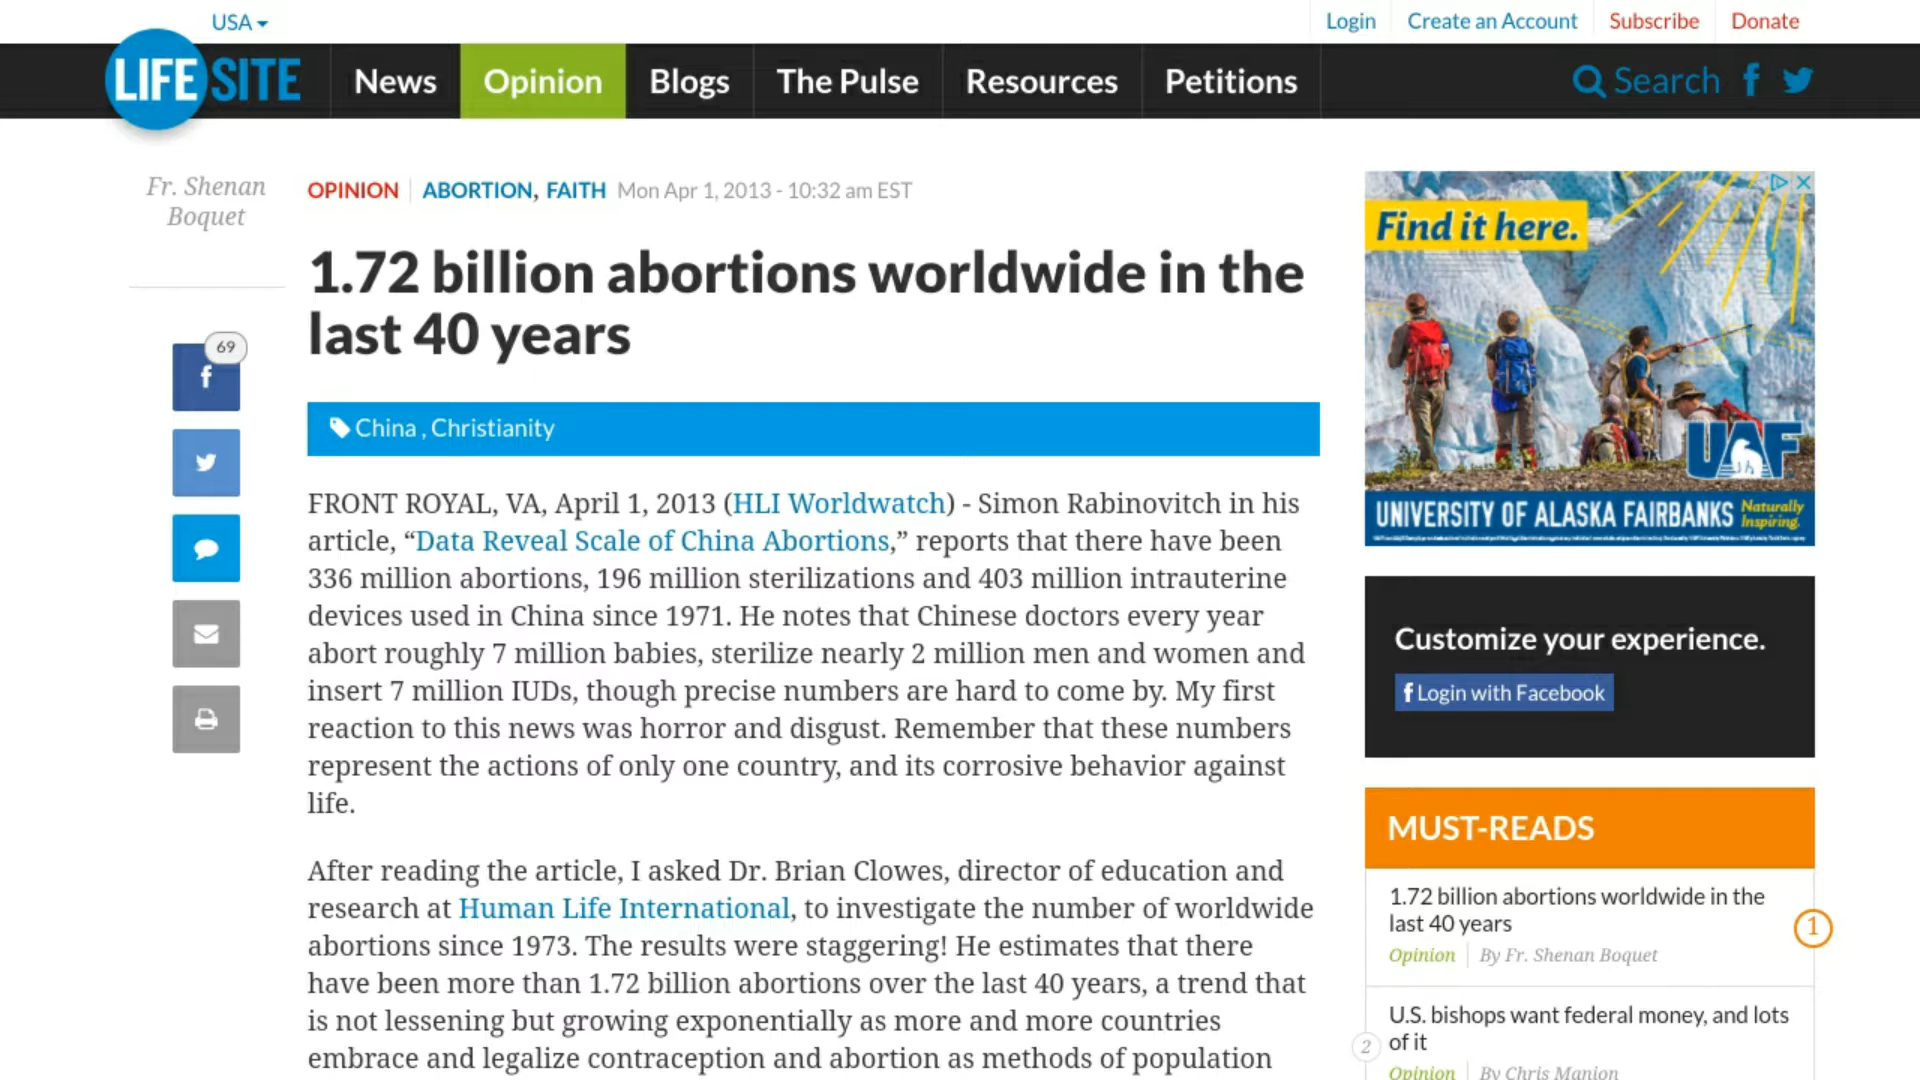 USA
Login
Create an Account
Subscribe
Donate
LIFESITE
News
Opinion
Blogs
The Pulse
Resources
Petitions
Search
Fr. Shenan
Boquet
OPINION
ABORTION, FAITH Mon Apr 1, 2013 - 10:32 am EST
1.72 billion abortions worldwide in the
last 40 years
69
China , Christianity
FRONT ROYAL, VA, April 1, 2013 (HLI Worldwatch) - Simon Rabinovitch in his
article, “Data Reveal Scale of China Abortions,” reports that there have been
336 million abortions, 196 million sterilizations and 403 million intrauterine
devices used in China since 1971. He notes that Chinese doctors every year
abort roughly 7 million babies, sterilize nearly 2 million men and women and
insert 7 million IUDs, though precise numbers are hard to come by. My first
reaction to this news was horror and disgust. Remember that these numbers
represent the actions of only one country, and its corrosive behavior against
life.
After reading the article, I asked Dr. Brian Clowes, director of education and
research at Human Life International, to investigate the number of worldwide
abortions since 1973. The results were staggering! He estimates that there
have been more than 1.72 billion abortions over the last 40 years, a trend that
is not lessening but growing exponentially as more and more countries
embrace and legalize contraception and abortion as methods of population
Find it here.
UAF
UNIVERSITY OF ALASKA FAIRBANKS
Naturally
Inspiring.
Customize your experience.
Login with Facebook
MUST-READS
1.72 billion abortions worldwide in the
last 40 years
Opinion
By Fr. Shenan Boquet
1
U.S. bishops want federal money, and lots
of it
2
Opinion
By Chris Manion